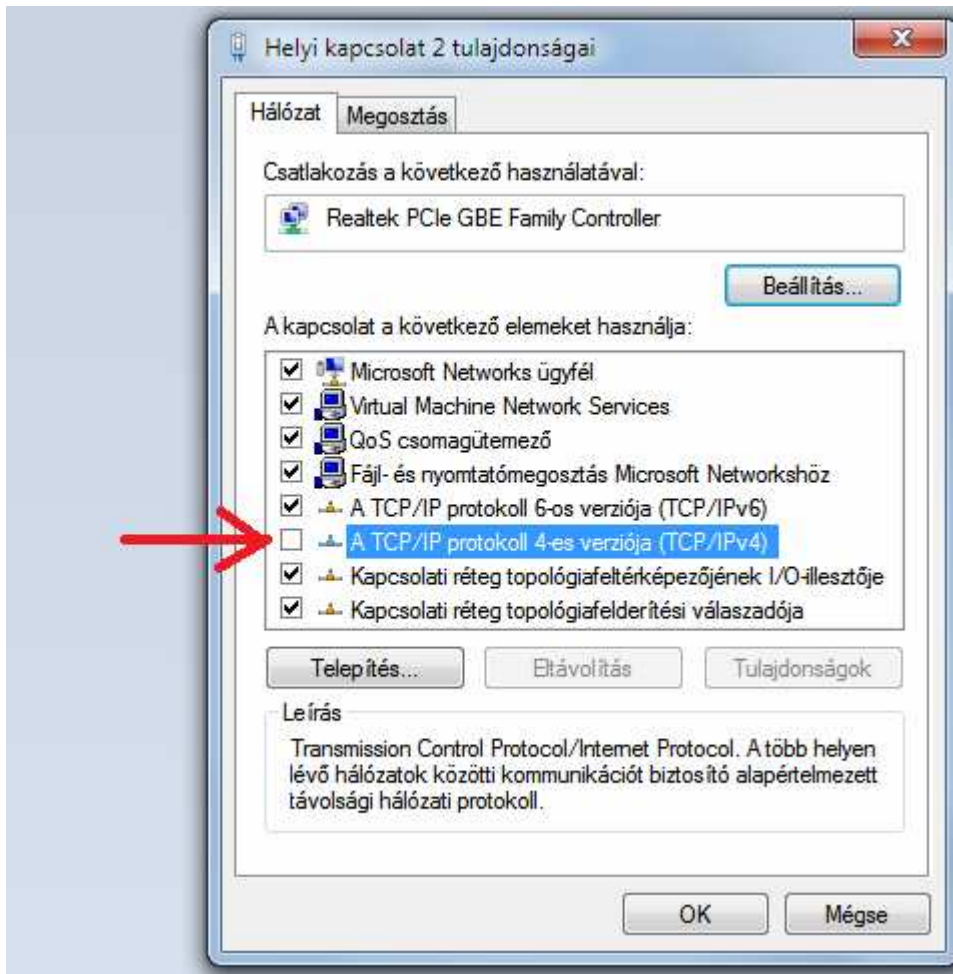 Helyi kapcsolat 2 tulajdonságai
Hálózat
Megosztás
Csatlakozás a következő használatával:
Realtek PCIe GBE Family Controller
Beállítás...
A kapcsolat a következő elemeket használja:
Microsoft Networks ügyfél
Virtual Machine Network Services
QoS csomagütemező
Fájl- és nyomtatómegosztás Microsoft Networkshöz
A TCP/IP protokoll 6-os verziója (TCP/IPv6)
A TCP/IP protokoll 4-es verziója (TCP/IPv4)
Kapcsolati réteg topológiafeltérképezőjének I/O-illesztője
Kapcsolati réteg topológiafelderítési válaszadója
Telepítés...
Eltávolítás
Tulajdonságok
Leírás
Transmission Control Protocol/Internet Protocol. A több helyen
lévő hálózatok közötti kommunikációt biztosító alapértelmezett
távolsági hálózati protokoll.
OK
Mégse